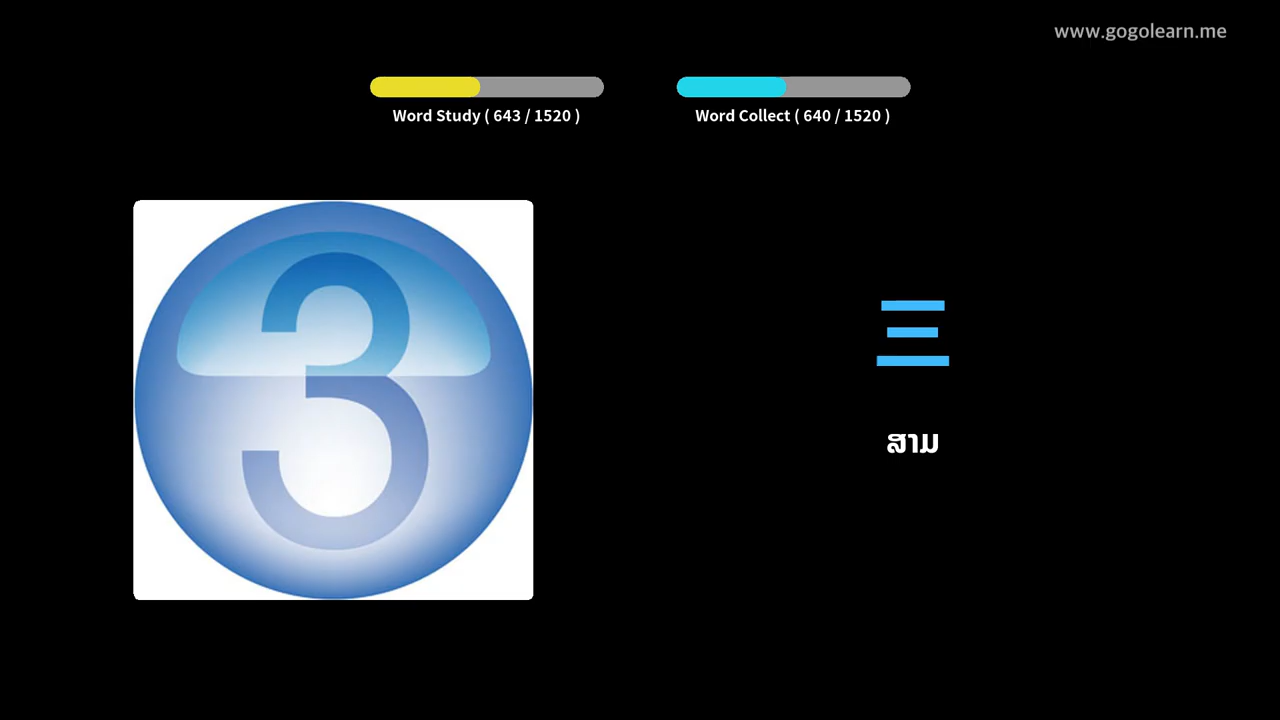 www.gogolearn.me
Word Study ( 643 / 1520 )
Word Collect ( 640 / 1520 )
3
三
ສາມ